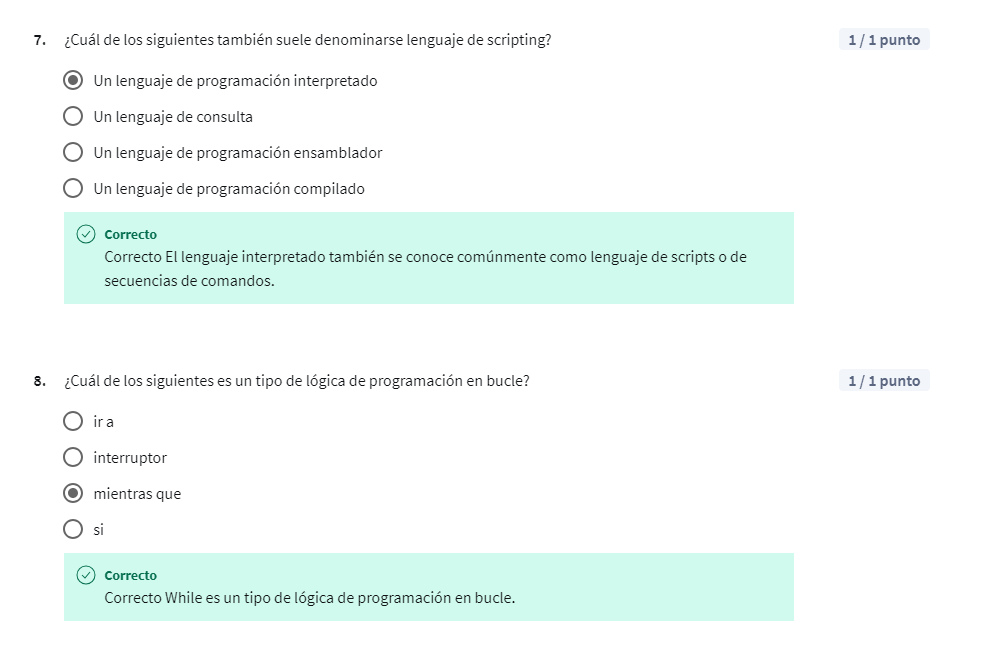 7. ¿Cuál de los siguientes también suele denominarse lenguaje de scripting? 1 / 1 punto
Un lenguaje de programación interpretado
Un lenguaje de consulta
Un lenguaje de programación ensamblador
Un lenguaje de programación compilado
Correcto
Correcto El lenguaje interpretado también se conoce comúnmente como lenguaje de scripts o de
secuencias de comandos.
8. ¿Cuál de los siguientes es un tipo de lógica de programación en bucle? 1 / 1 punto
ir a
interruptor
mientras que
si
Correcto
Correcto While es un tipo de lógica de programación en bucle.